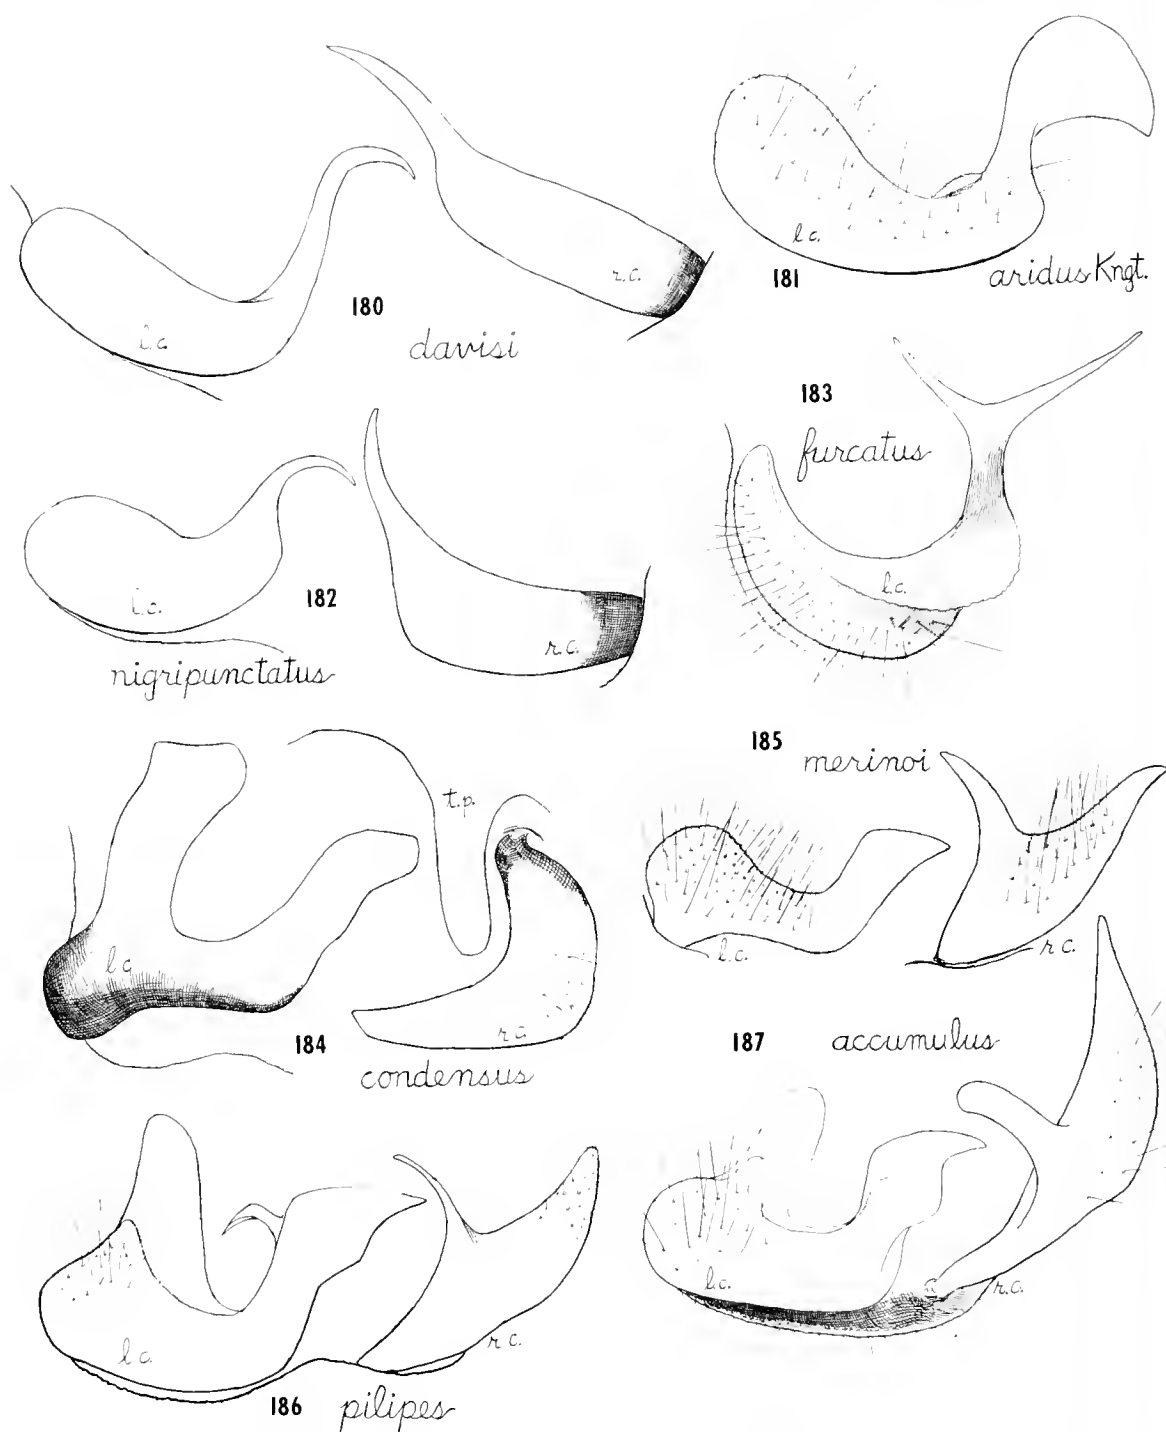 r.c.
l.c.
180
davisi
l.c.
181
aridus Kngt.
183
furcatus
l.c.
l.c.
182
r.c.
nigripunctatus
185
merinoi
t.p.
l.c.
r.c.
l.c.
r.c.
184
condensus
187
accumulus
l.c.
r.c.
l.c.
r.c.
186
pilipes